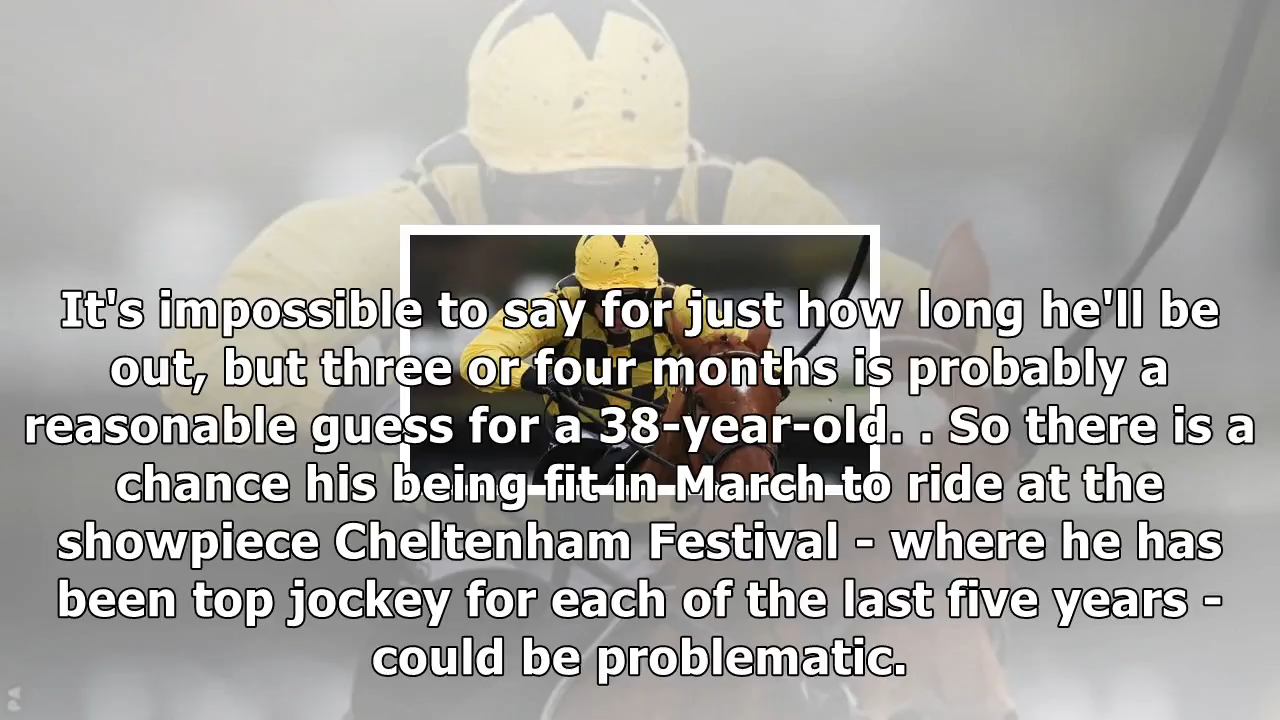 It's impossible to say for just how long he'll be
out, but three or four months is probably a
reasonable guess for a 38-year-old. . So there is a
chance his being fit in March to ride at the
showpiece Cheltenham Festival - where he has
been top jockey for each of the last five years -
could be problematic.
PA